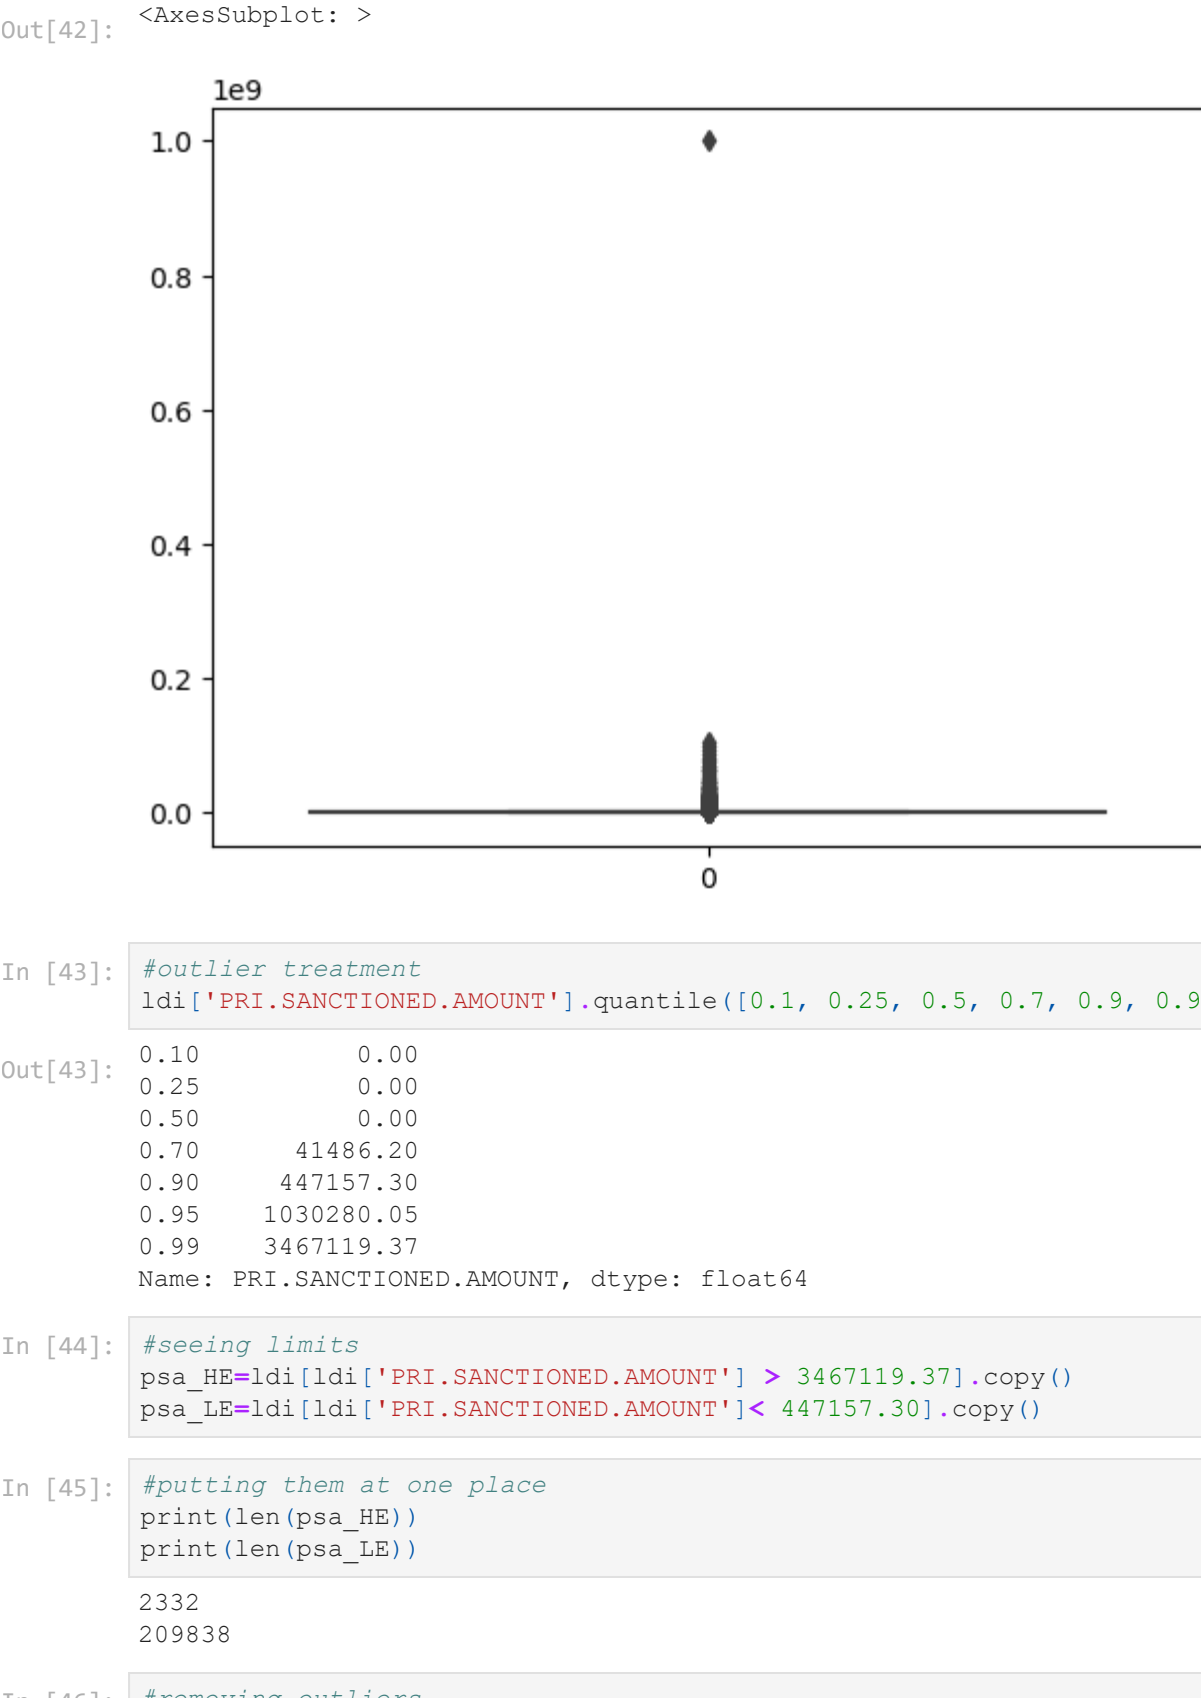 Out[42]: <AxesSubplot: >
1e9
1.0
0.8
0.6
0.4
0.2
0.0
0
In [43]: #outlier treatment
ldi['PRI.SANCTIONED.AMOUNT'].quantile([0.1, 0.25, 0.5, 0.7, 0.9, 0.9
Out[43]: 0.10 0.00
0.25 0.00
0.50 0.00
0.70 41486.20
0.90 447157.30
0.95 1030280.05
0.99 3467119.37
Name: PRI.SANCTIONED.AMOUNT, dtype: float64
In [44]: #seeing limits
psa_HE=ldi[ldi['PRI.SANCTIONED.AMOUNT'] > 3467119.37].copy()
psa_LE=ldi[ldi['PRI.SANCTIONED.AMOUNT']< 447157.30].copy()
In [45]: #putting them at one place
print(len(psa_HE))
print(len(psa_LE))
2332
209838
In [46]: #removing outliers